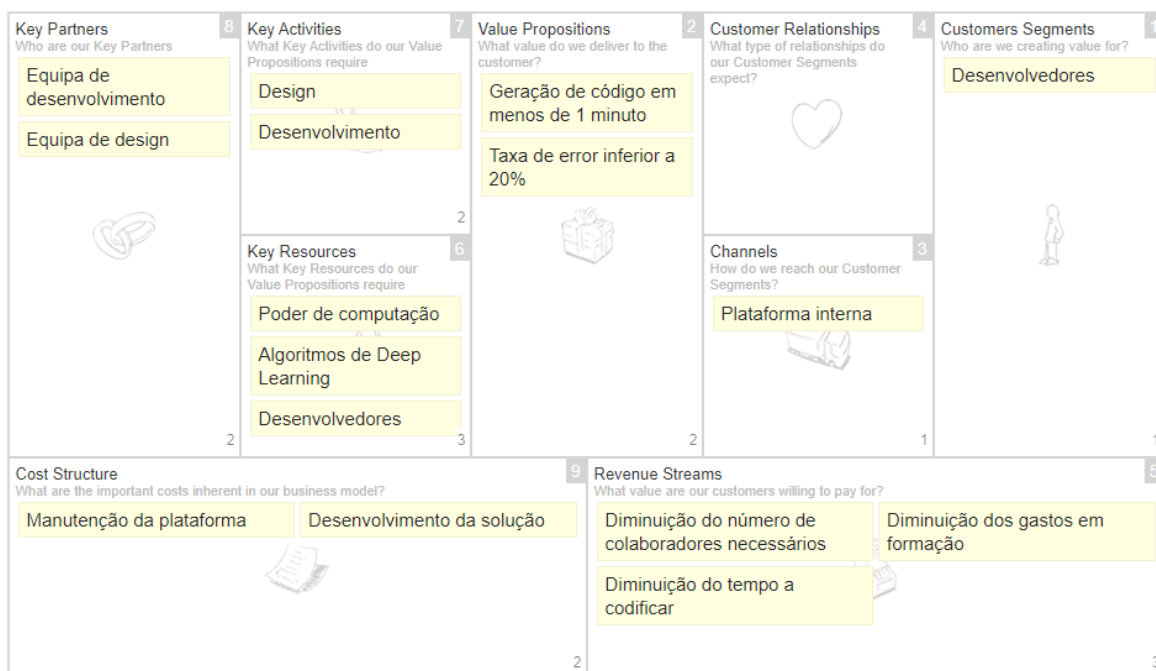 Key Partners
8
Who are our Key Partners
Equipa de
desenvolvimento
Equipa de design
2
Key Activities
7
What Key Activities do our Value
Propositions require
Design
Desenvolvimento
2
Key Resources
6
What Key Resources do our
Value Propositions require
Poder de computação
Algoritmos de Deep
Learning
Desenvolvedores
3
Value Propositions
2
What value do we deliver to the
customer?
Geração de código em
menos de 1 minuto
Taxa de error inferior a
20%
2
Customer Relationships
4
What type of relationships do
our Customer Segments
expect?
Channels
3
How do we reach our Customer
Segments?
Plataforma interna
1
Customers Segments
1
Who are we creating value for?
Desenvolvedores
1
Cost Structure
9
What are the important costs inherent in our business model?
Manutenção da plataforma
Desenvolvimento da solução
2
Revenue Streams
5
What value are our customers willing to pay for?
Diminuição do número de
colaboradores necessários
Diminuição dos gastos em
formação
Diminuição do tempo a
codificar
3